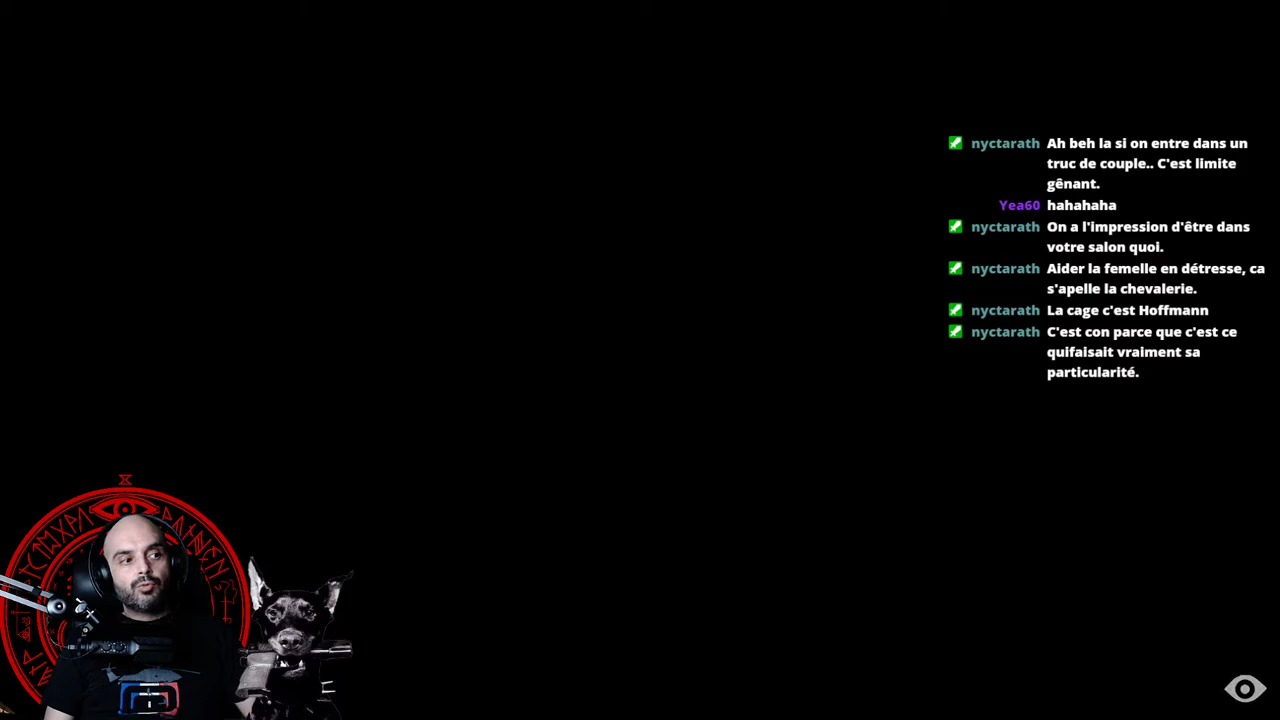 nyctarath Ah beh la si on entre dans un
truc de couple.. C'est limite
gênant.
Yea60 hahahaha
nyctarath On a l'impression d'être dans
votre salon quoi.
nyctarath Aider la femelle en détresse, ca
s'apelle la chevalerie.
nyctarath La cage c'est Hoffmann
nyctarath C'est con parce que c'est ce
quifaisait vraiment sa
particularité.